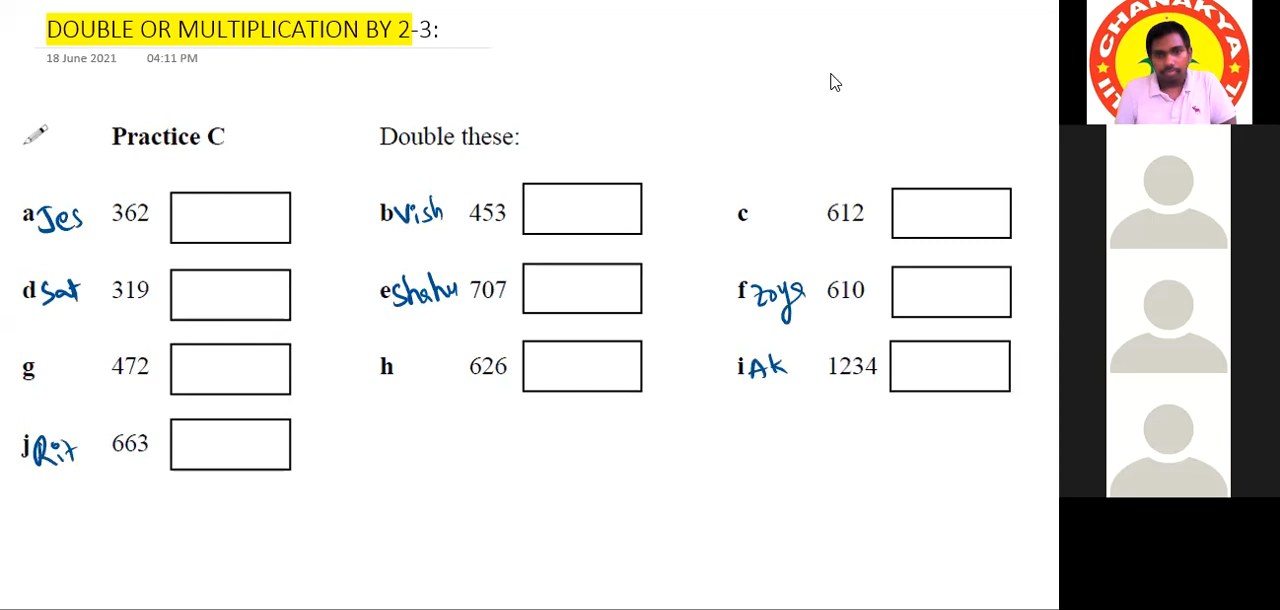 DOUBLE OR MULTIPLICATION BY 2-3:
18 June 2021 04:11 PM
CHANAKYA
Practice C Double these:
a Jes 362 b Vish 453 c 612
d Sat 319 e Shahu 707 f Zoya 610
g 472 h 626 i AK 1234
j Rit 663